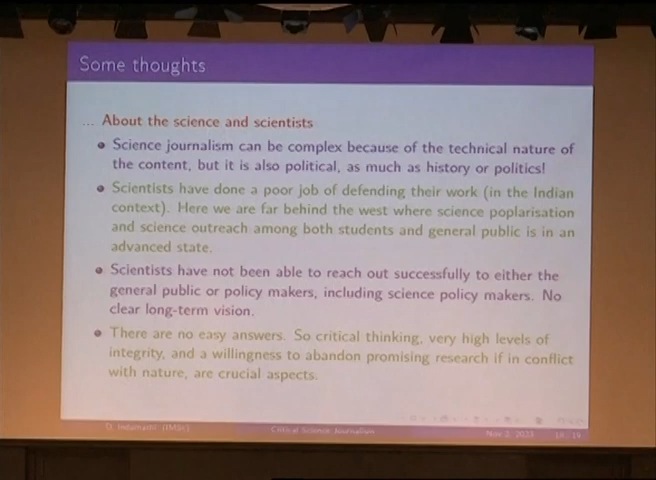 Some thoughts
... About the science and scientists
Science journalism can be complex because of the technical nature of
the content, but it is also political, as much as history or politics!
Scientists have done a poor job of defending their work (in the Indian
context). Here we are far behind the west where science poplarisation
and science outreach among both students and general public is in an
advanced state.
Scientists have not been able to reach out successfully to either the
general public or policy makers, including science policy makers. No
clear long-term vision.
There are no easy answers. So critical thinking, very high levels of
integrity, and a willingness to abandon promising research if in conflict
with nature, are crucial aspects.
D. Indumathi (IMSc) Critical Science Journalism Nov 2, 2023